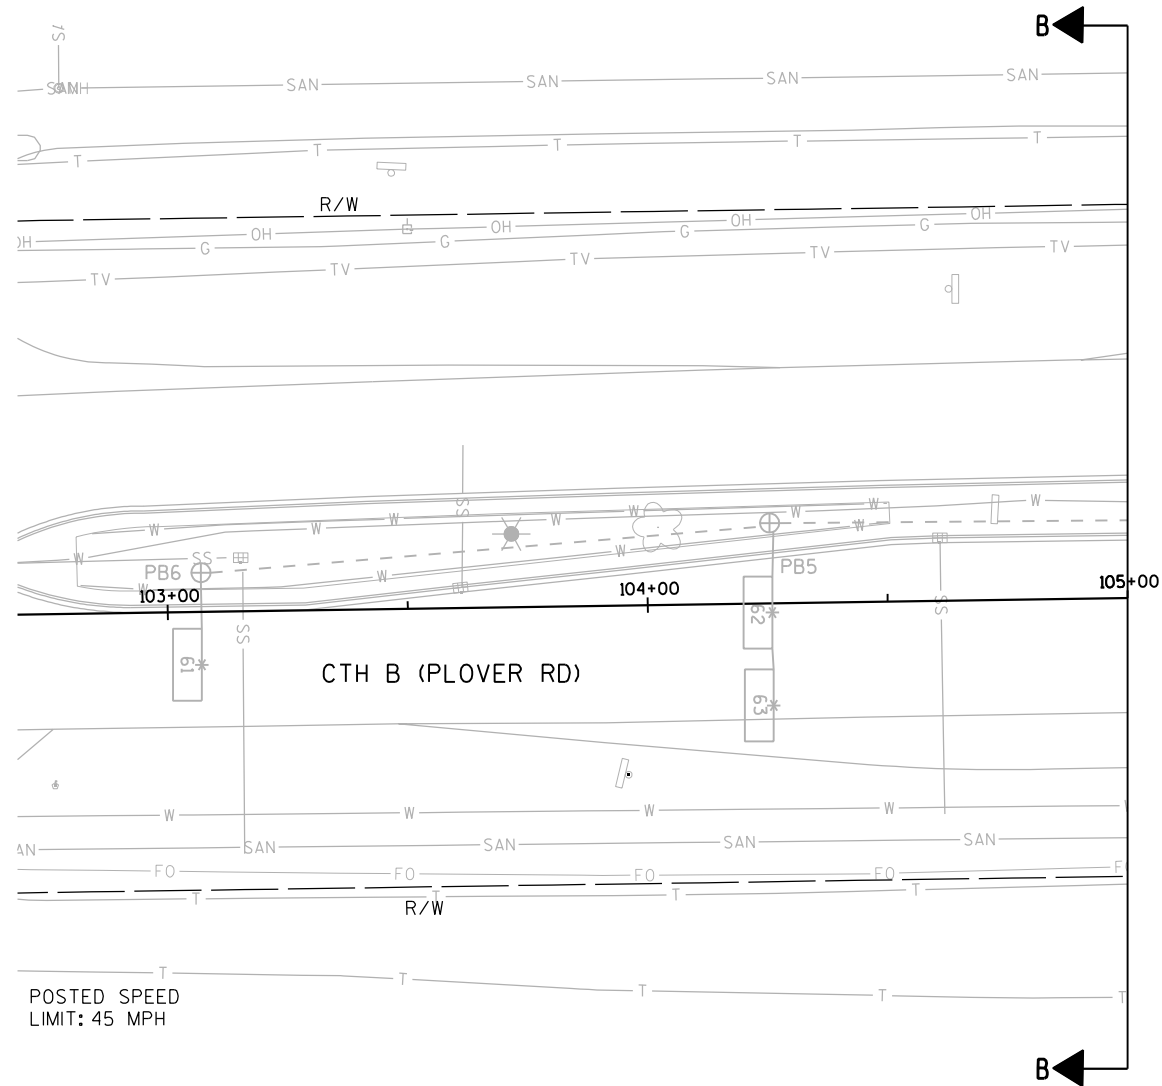 B
SAN SAN SAN SAN
SANMH
T T T T T
R/W
OH OH OH OH OH
G G G G
TV TV TV TV TV
SS
W W W W W W
W W W W
SS
W W W W
PB6
PB5
103+00
104+00
105+00
SS
SS
62
61
CTH B (PLOVER RD)
63
W W W W
AN SAN SAN SAN SAN
FO FO FO FO F
T T T T
R/W
T T T T T
POSTED SPEED
LIMIT: 45 MPH
B